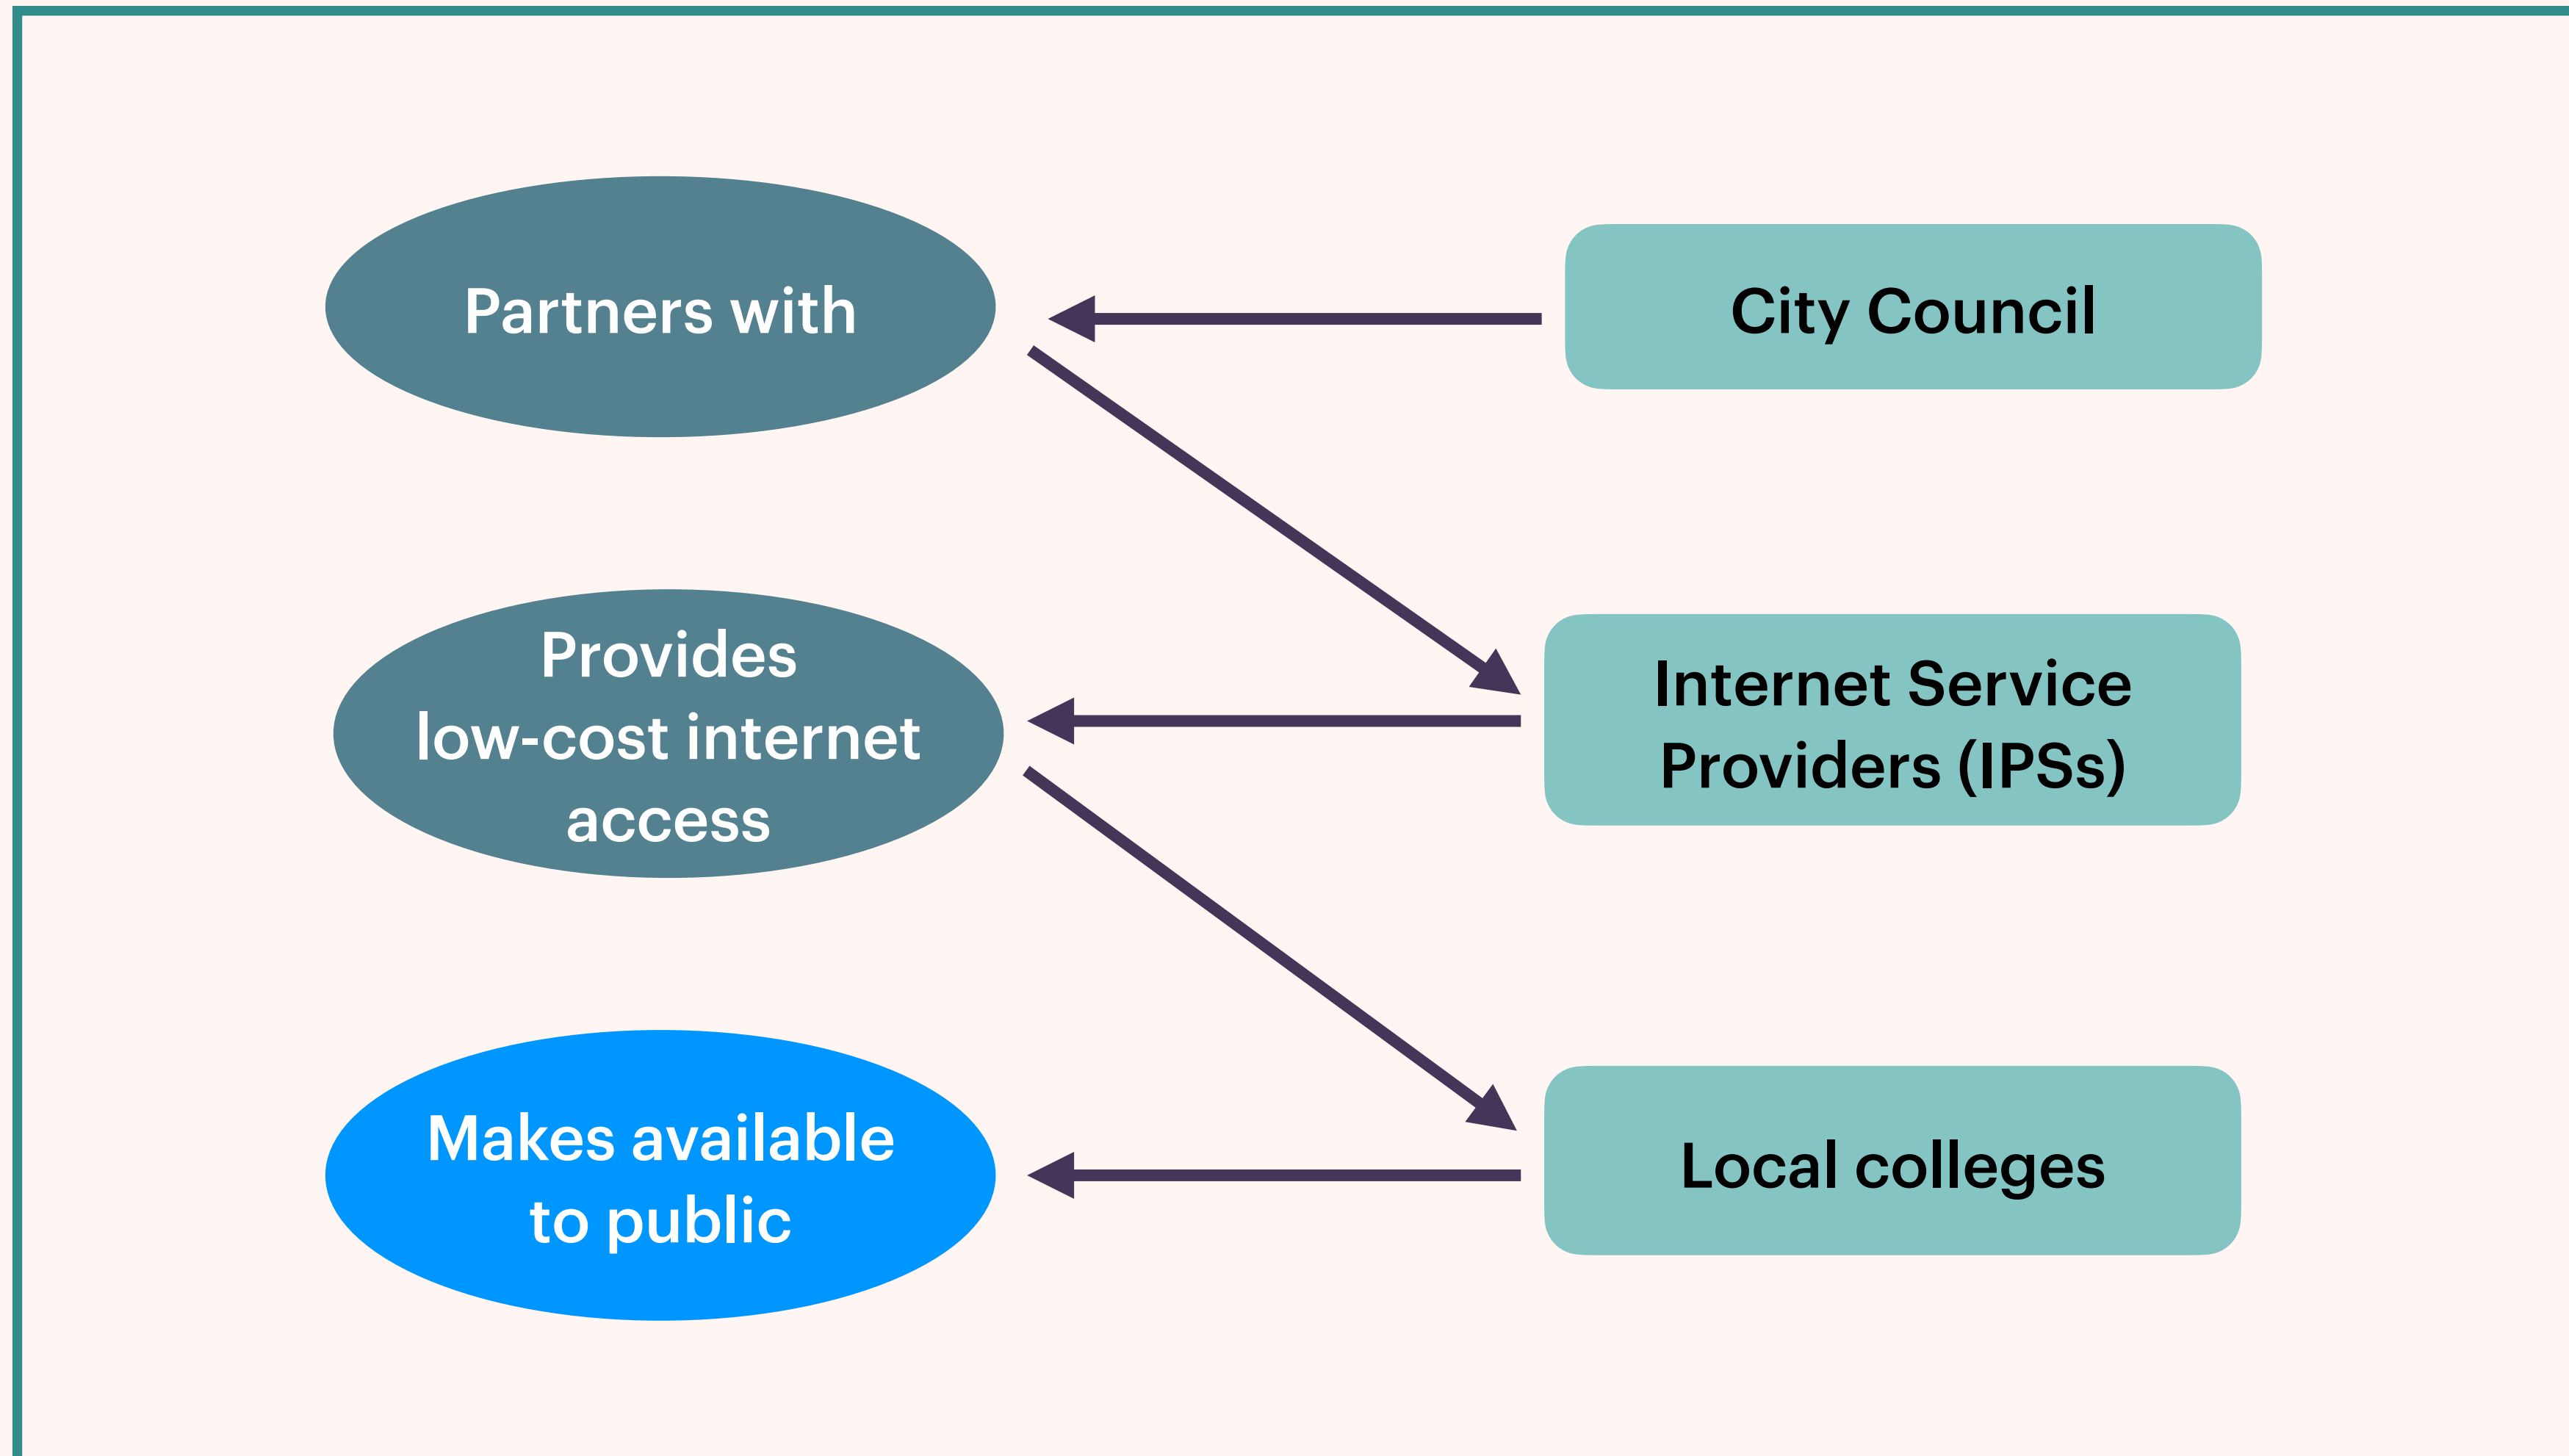 Partners with
City Council
Provides
low-cost internet
access
Internet Service
Providers (IPSs)
Makes available
to public
Local colleges